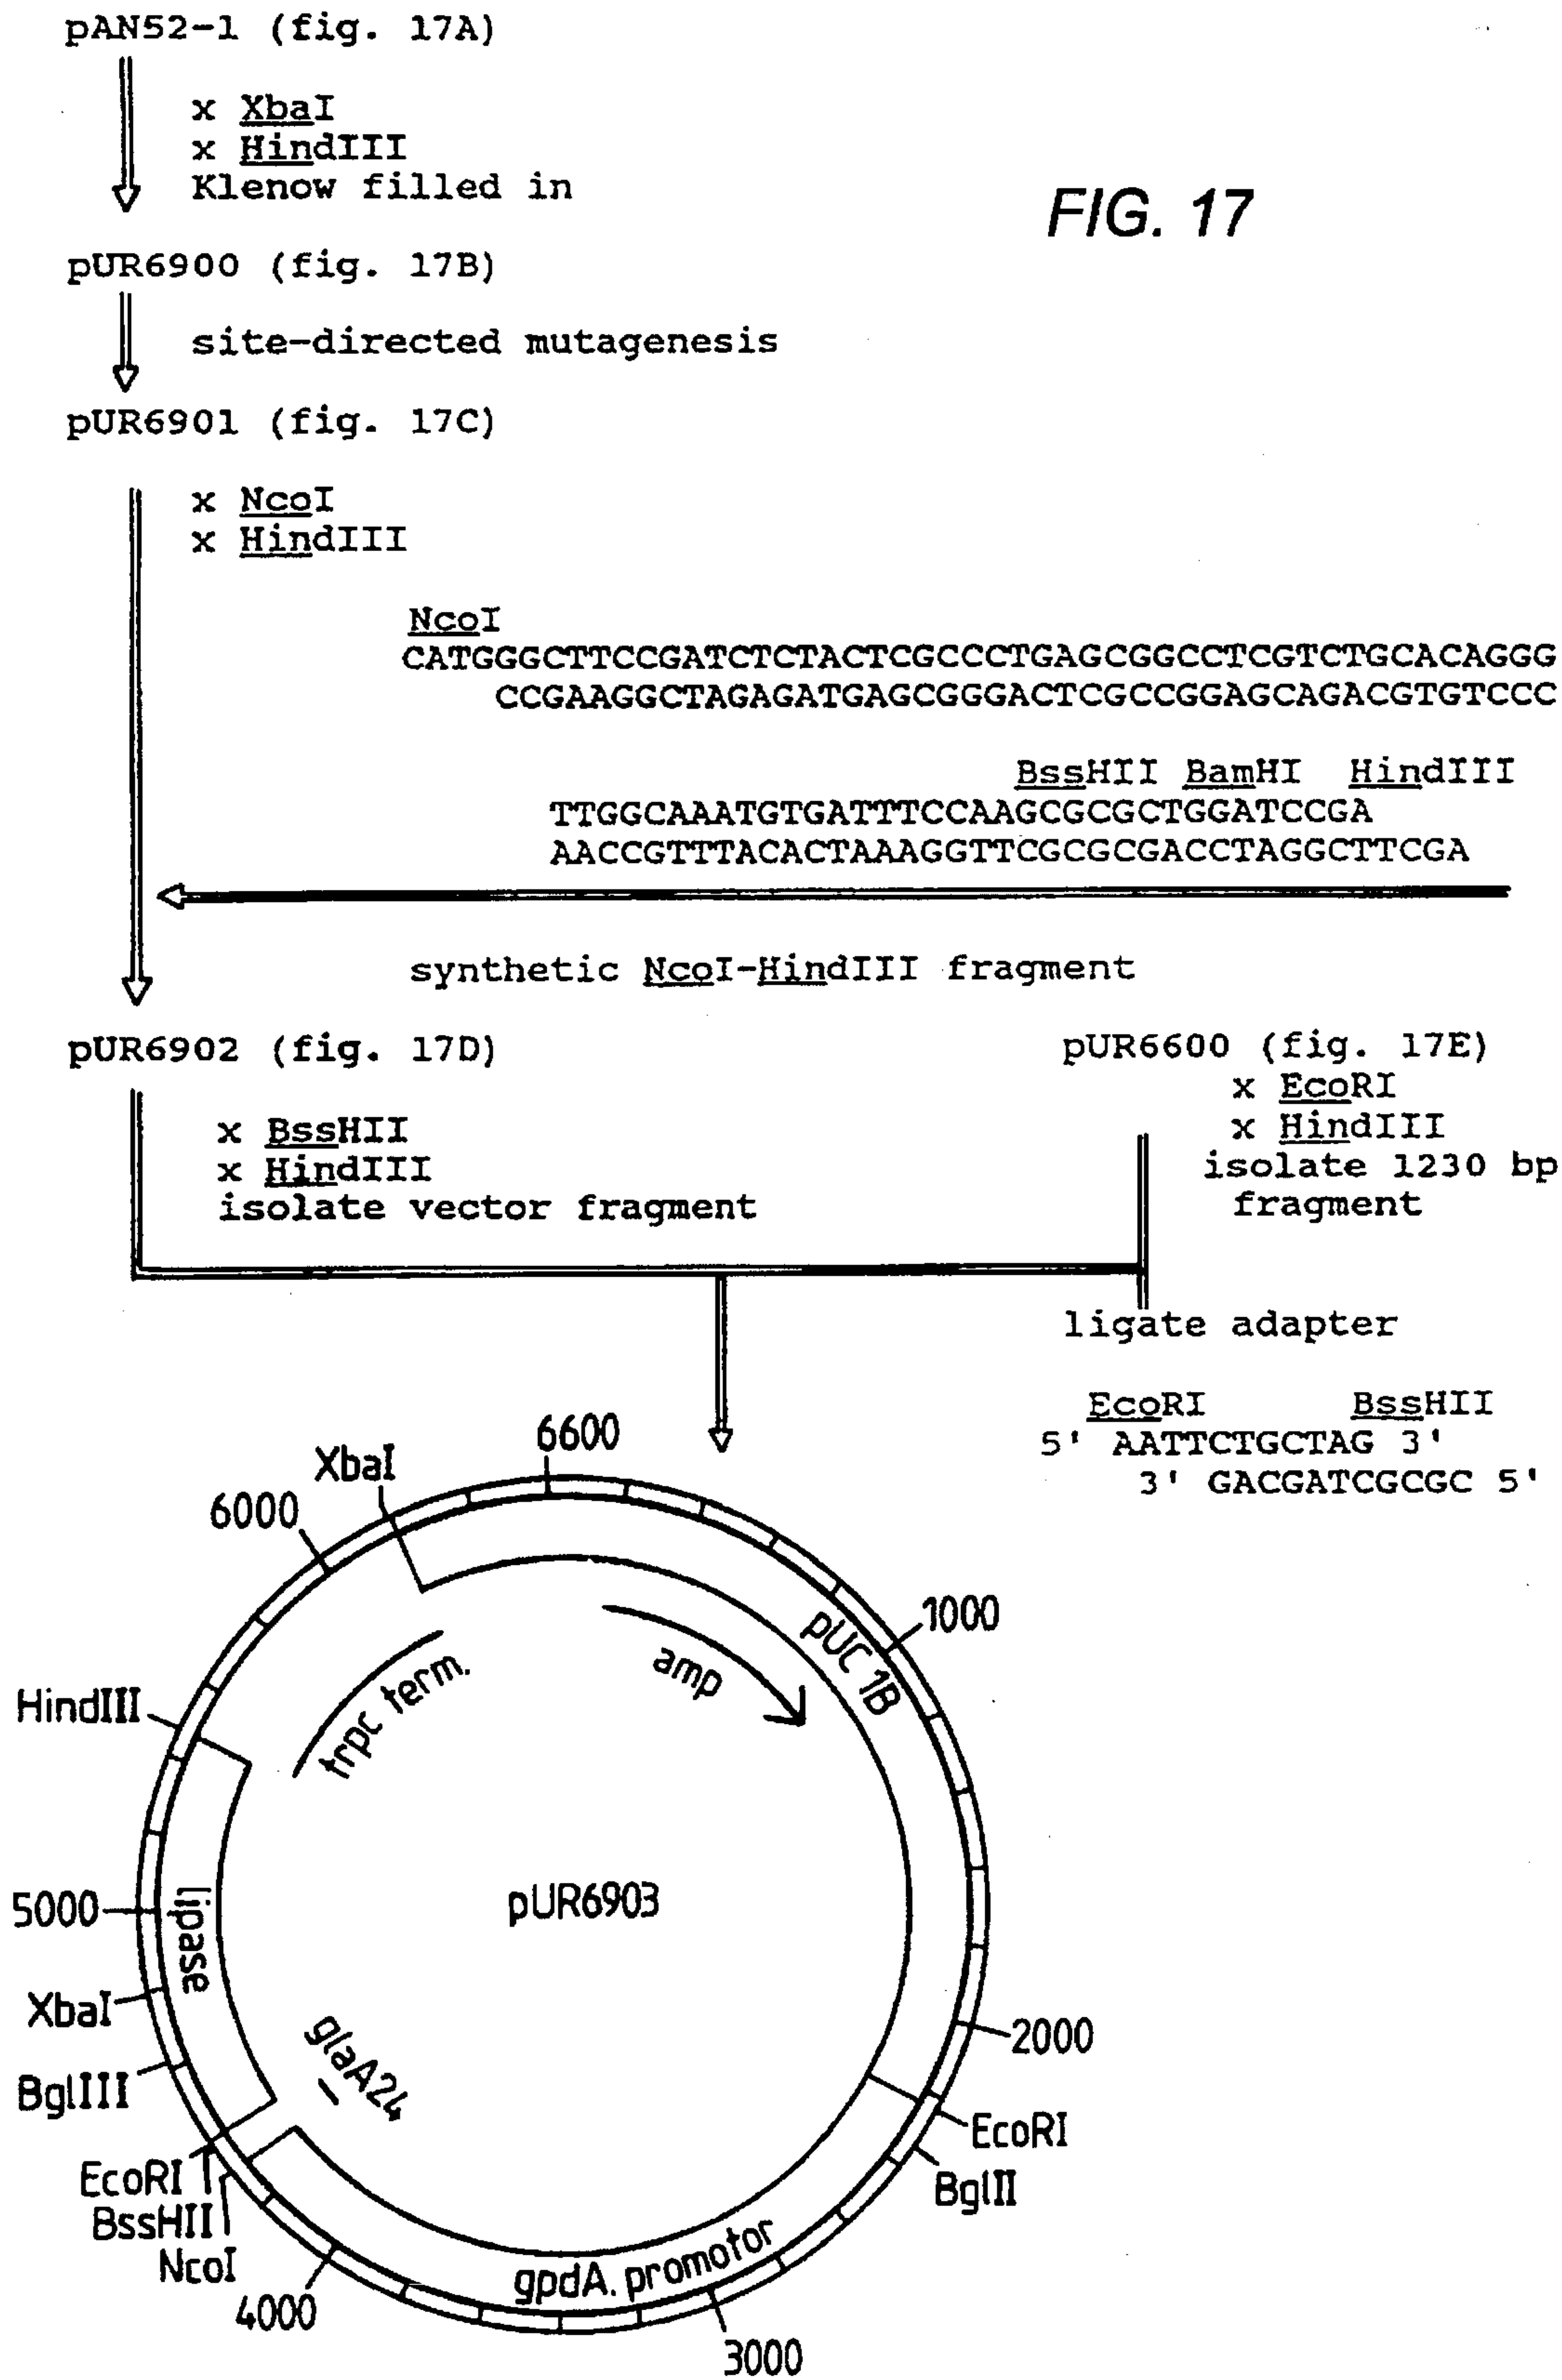 pAN52-1 (fig. 17A)
x XbaI
x HindIII
Klenow filled in
FIG. 17
pUR6900 (fig. 17B)
site-directed mutagenesis
pUR6901 (fig. 17C)
x NcoI
x HindIII
NcoI
CATGGGCTTCCGATCTCTACTCGCCCTGAGCGGCCTCGTCTGCACAGGG
CCGAAGGCTAGAGATGAGCGGGACTCGCCGGAGCAGACGTGTCCC
BssHII BamHI HindIII
TTGGCAAATGTGATTTCCAAGCGCGCTGGATCCGA
AACCGTTTACACTAAAGGTTCGCGCGACCTAGGCTTCGA
synthetic NcoI-HindIII fragment
pUR6902 (fig. 17D)
x BssHII
x HindIII
isolate vector fragment
pUR6600 (fig. 17E)
x EcoRI
x HindIII
isolate 1230 bp
fragment
ligate adapter
EcoRI BssHII
5' AATTCTGCTAG 3'
3' GACGATCGCGC 5'
6600
XbaI
6000
1000
pUC 1B
amp
trpc term.
HindIII
lipase
5000
pUR6903
XbaI
glaA24
2000
BglIII
EcoRI
BglII
EcoRI
BssHII
NcoI
gpdA. promotor
4000
3000